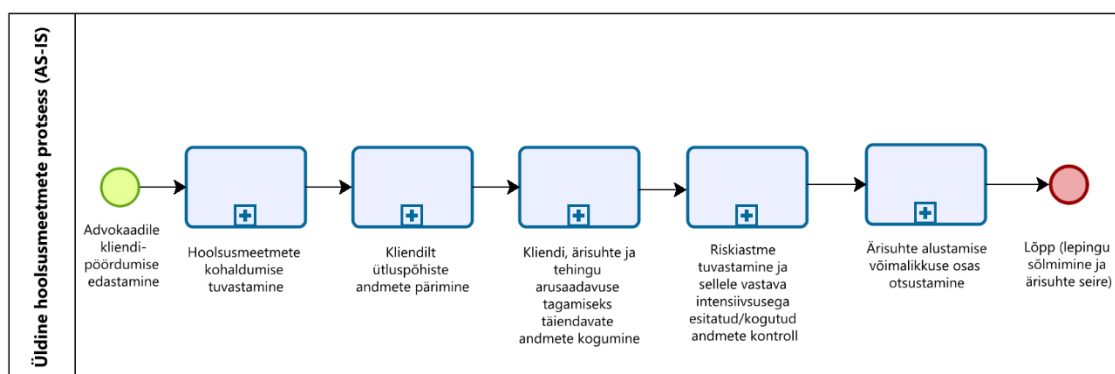 Üldine hoolsusmeetmete protsess (AS-IS)
Advokaadile
kliendi-
pöördumise
edastamine
Hoolsusmeetmete
kohaldumise
tuvastamine
Kliendilt
ütluspõhiste
andmete pärimine
Kliendi, ärisuhte ja
tehingu
arusaadavuse
tagamiseks
täiendavate
andmete kogumine
Riskiastme
tuvastamine ja
sellele vastava
intensiivsusega
esitatud/kogutud
andmete kontroll
Ärisuhte alustamise
võimalikkuse osas
otsustamine
Lõpp (lepingu
sõlmimine ja
ärisuhte seire)